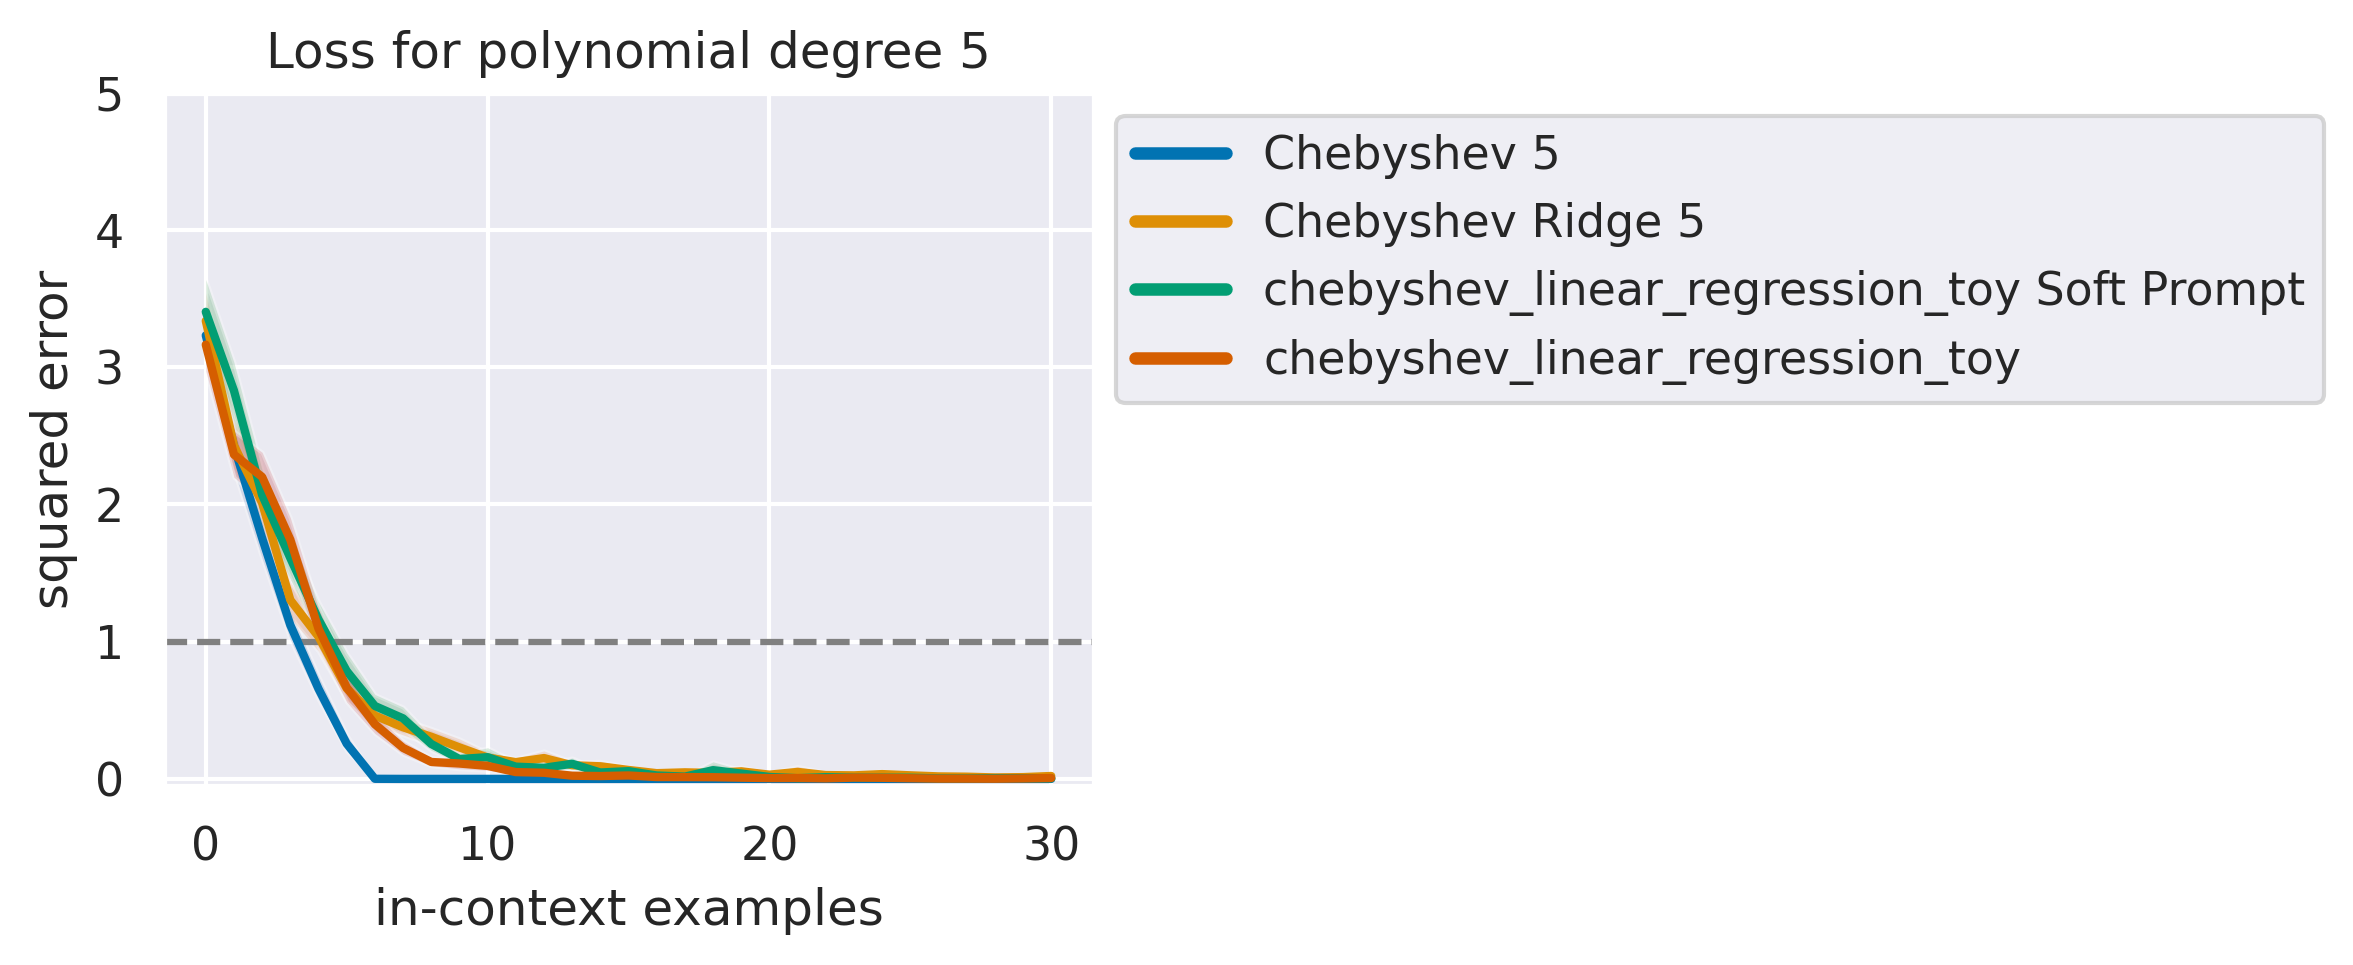 Loss for polynomial degree 5
5
4
3
2
1
0
squared error
0 10 20 30
in-context examples
Chebyshev 5
Chebyshev Ridge 5
chebyshev_linear_regression_toy Soft Prompt
chebyshev_linear_regression_toy